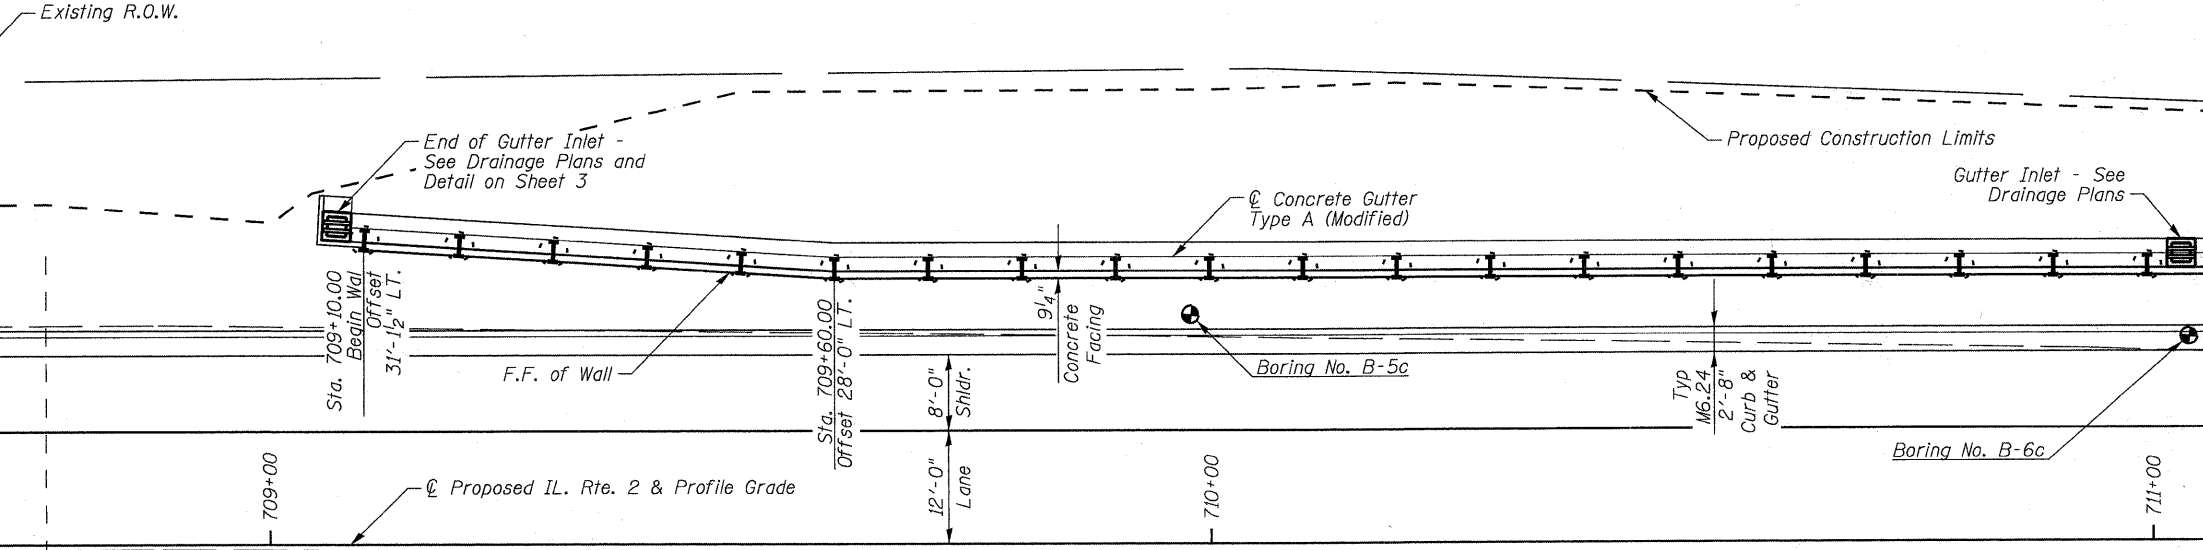 Existing R.O.W.
End of Gutter Inlet -
See Drainage Plans and
Detail on Sheet 3
℄ Concrete Gutter
Type A (Modified)
Proposed Construction Limits
Gutter Inlet - See
Drainage Plans
Sta. 709+10.00
Begin Wal
Offset
31'-1½" LT.
F.F. of Wall
Sta. 709+60.00
Offset 28'-0" LT.
8'-0"
Shldr.
9¼"
Concrete
Facing
Boring No. B-5c
Typ
M6.24
2'-8"
Curb &
Gutter
Boring No. B-6c
709+00
℄ Proposed IL. Rte. 2 & Profile Grade
12'-0"
Lane
710+00
711+00